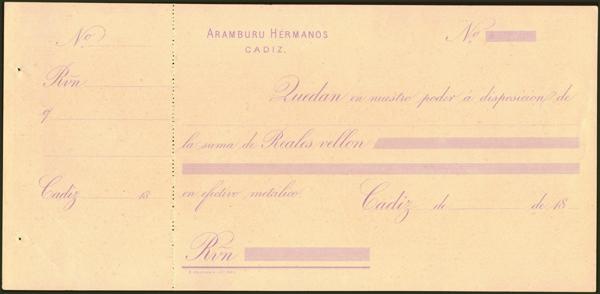 No
Rvn
Cadiz 18
ARAMBURU HERMANOS
CADIZ.
No
Quedan en nuestro poder á disposicion de
la suma de Reales vellon
en efectivo metálico.
Cadiz de de 18
Rvn